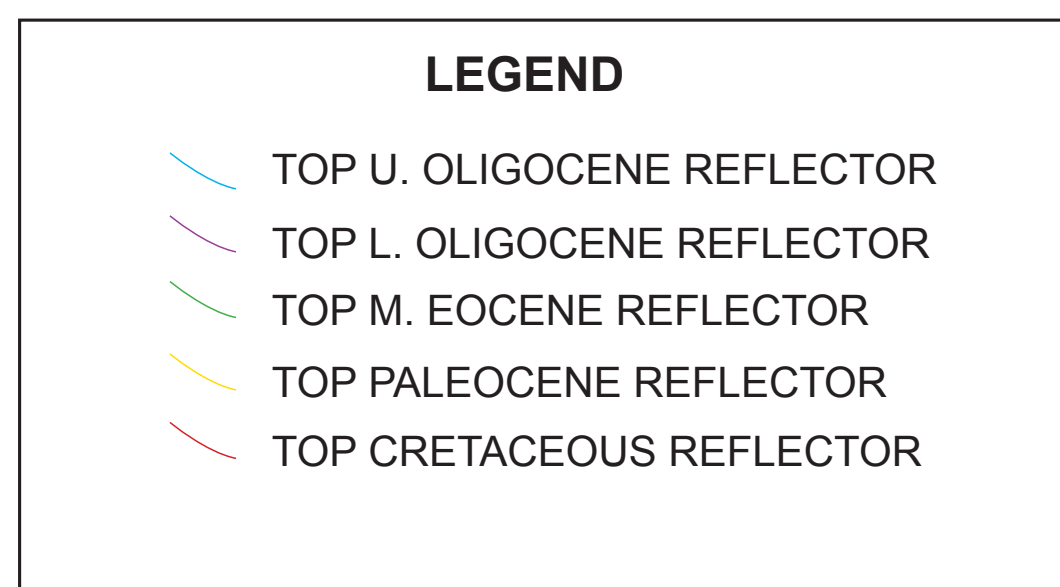 LEGEND
TOP U. OLIGOCENE REFLECTOR
TOP L. OLIGOCENE REFLECTOR
TOP M. EOCENE REFLECTOR
TOP PALEOCENE REFLECTOR
TOP CRETACEOUS REFLECTOR